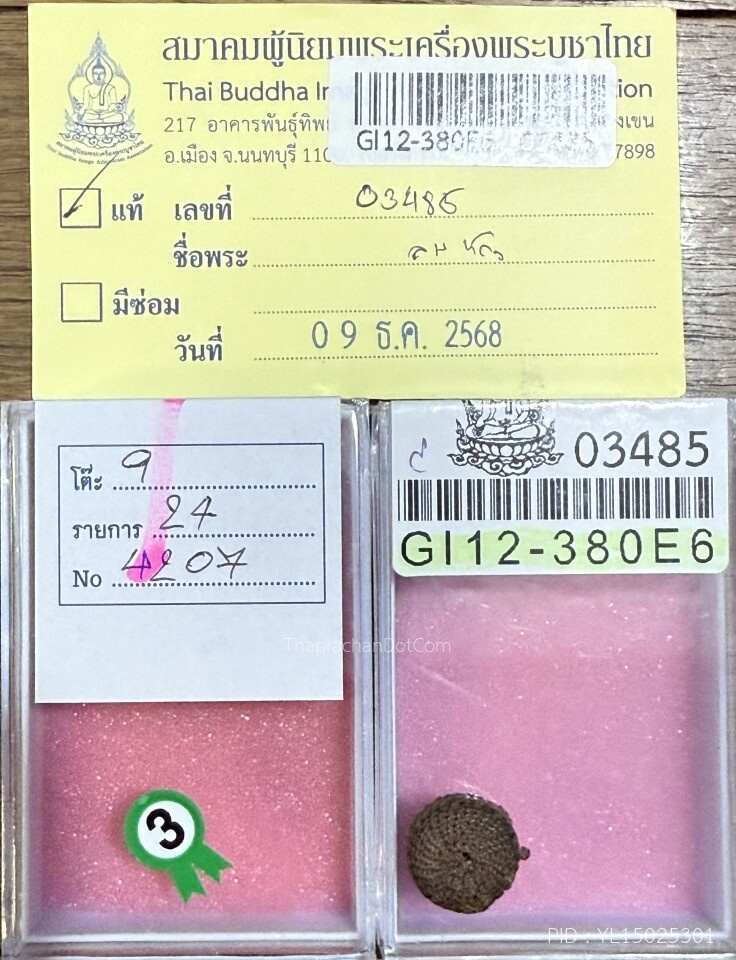 สมาคมผู้นิยมพระเครื่องพระบูชาไทย
Thai Buddha
217 อาคารพันธุ์ทิพ
อ.เมือง จ.นนทบุรี 7898
GI12-380E6 03485
แท้ เลขที่ 03485
ชื่อพระ
มีซ่อม
วันที่ 09 ธ.ค. 2568
โต๊ะ 9
รายการ 24
No 4207
03485
GI12-380E6
ThaprachanDotCom
3
PID : YL15025301